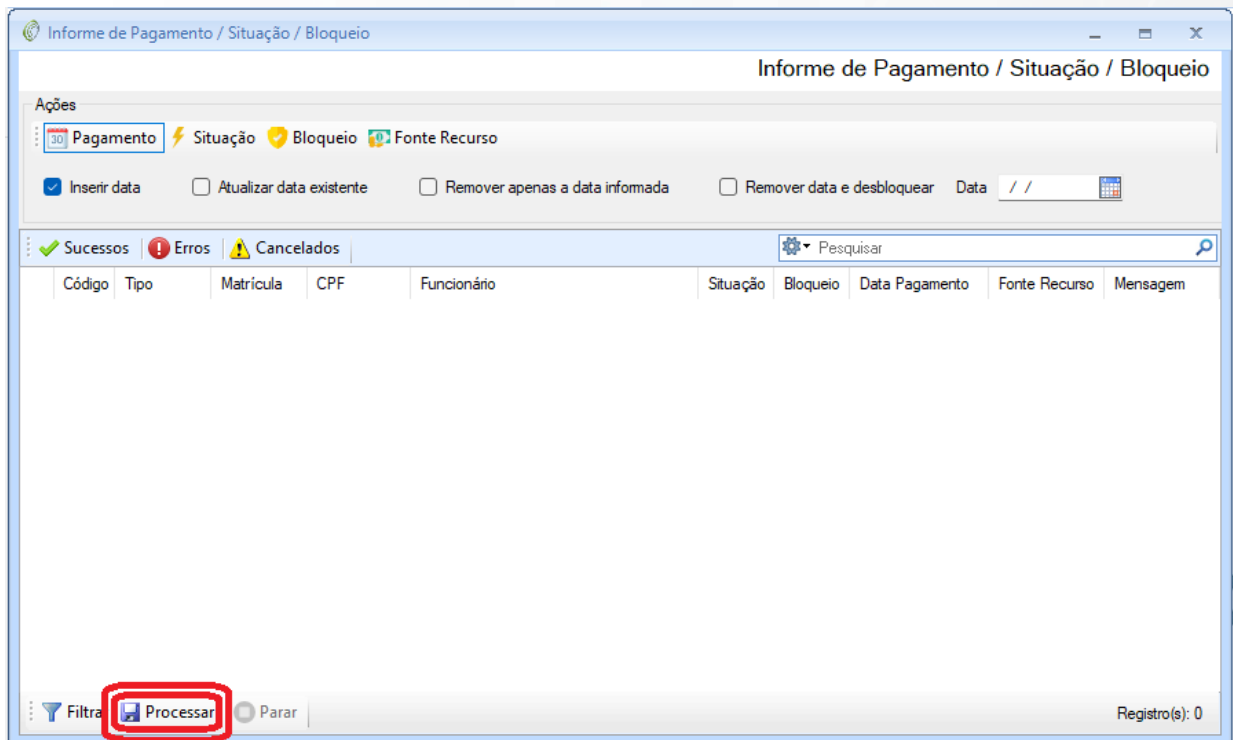 Informe de Pagamento / Situação / Bloqueio
Informe de Pagamento / Situação / Bloqueio
Ações
30 Pagamento Situação Bloqueio Fonte Recurso
Inserir data Atualizar data existente Remover apenas a data informada Remover data e desbloquear Data / /
Sucessos Erros Cancelados Pesquisar
Código Tipo Matrícula CPF Funcionário Situação Bloqueio Data Pagamento Fonte Recurso Mensagem
Filtra Processar Parar Registro(s): 0